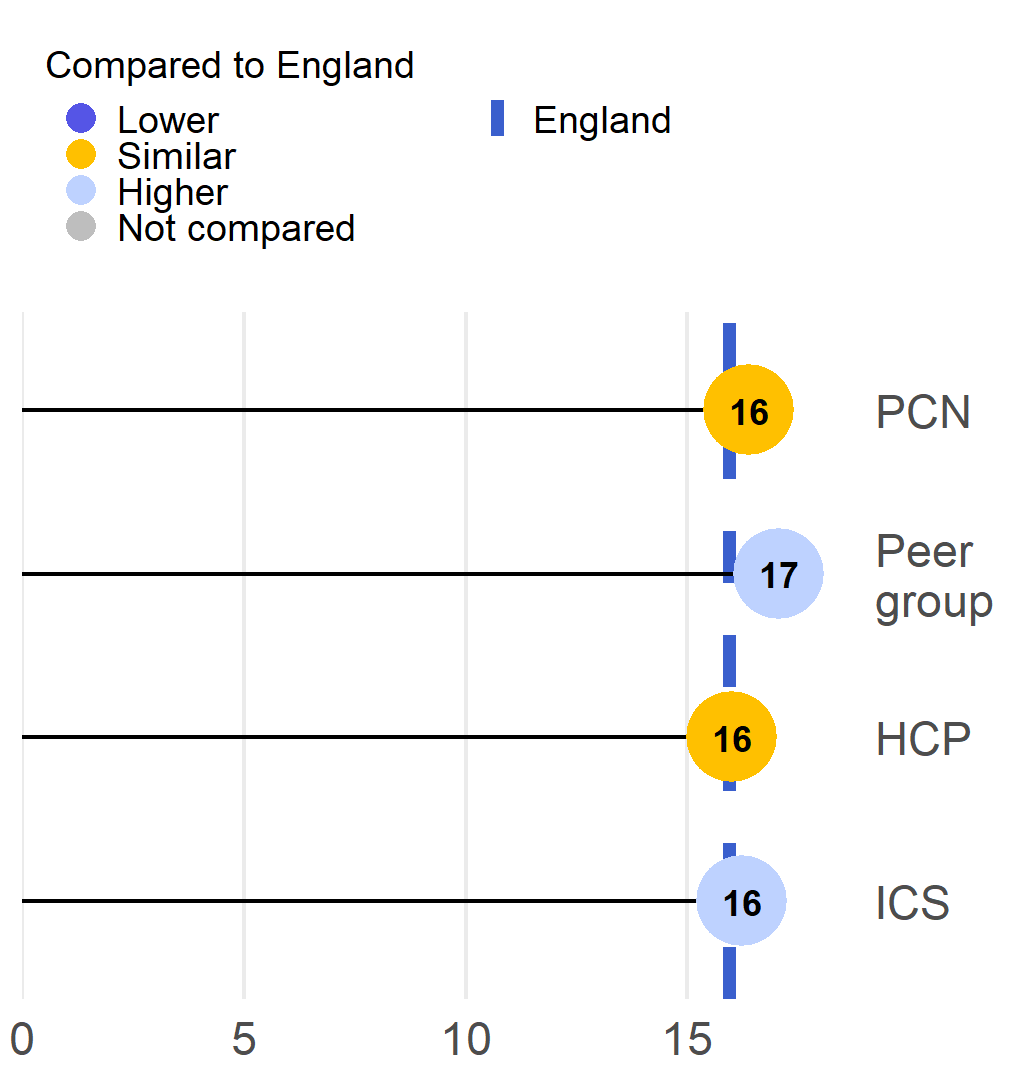 Compared to England
Lower
England
Similar
Higher
Not compared
16
PCN
17
Peer
group
16
HCP
16
ICS
0
5
10
15